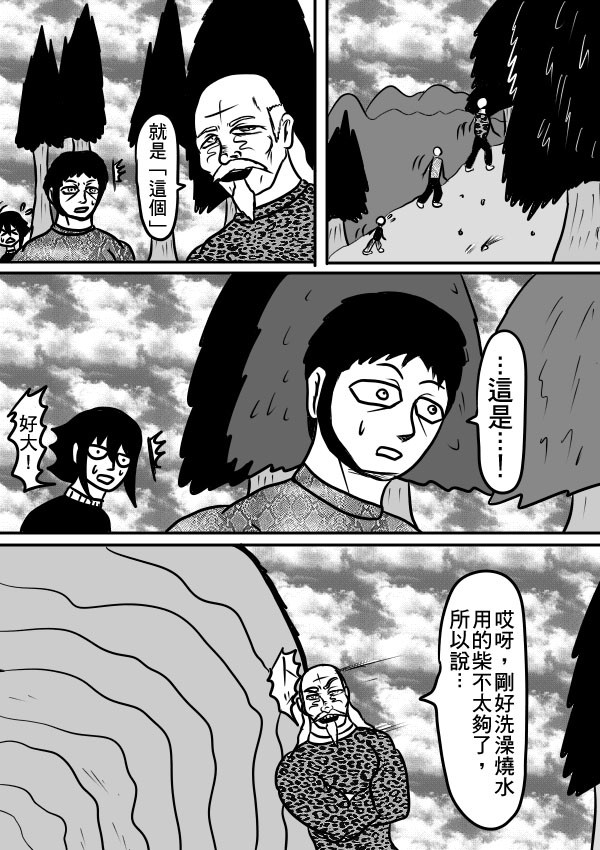 就是「這個」
…這是…！
好大！
哎呀，剛好洗澡燒水
用的柴不太夠了，
所以說…